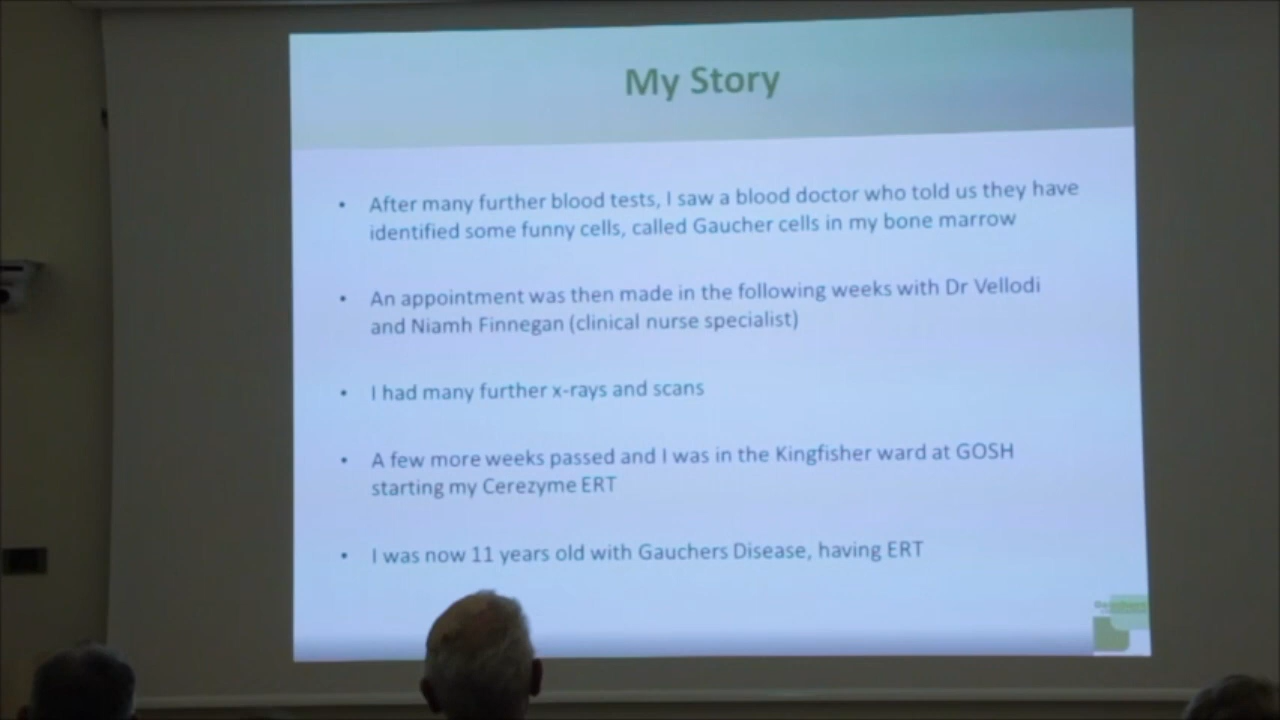 My Story
• After many further blood tests, I saw a blood doctor who told us they have
identified some funny cells, called Gaucher cells in my bone marrow
• An appointment was then made in the following weeks with Dr Vellodi
and Niamh Finnegan (clinical nurse specialist)
• I had many further x-rays and scans
• A few more weeks passed and I was in the Kingfisher ward at GOSH
starting my Cerezyme ERT
• I was now 11 years old with Gauchers Disease, having ERT